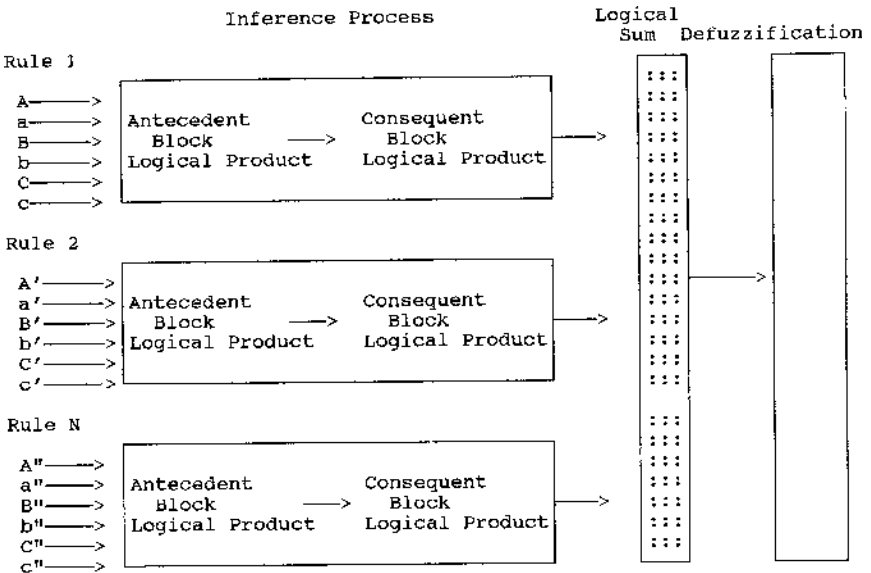 Inference Process
Logical
Sum
Defuzzification
Rule 1
A
a
B
b
C
c
Antecedent
Block
Logical Product
Consequent
Block
Logical Product
Rule 2
A'
a'
B'
b'
C'
c'
Antecedent
Block
Logical Product
Consequent
Block
Logical Product
Rule N
A"
a"
B"
b"
C"
c"
Antecedent
Block
Logical Product
Consequent
Block
Logical Product